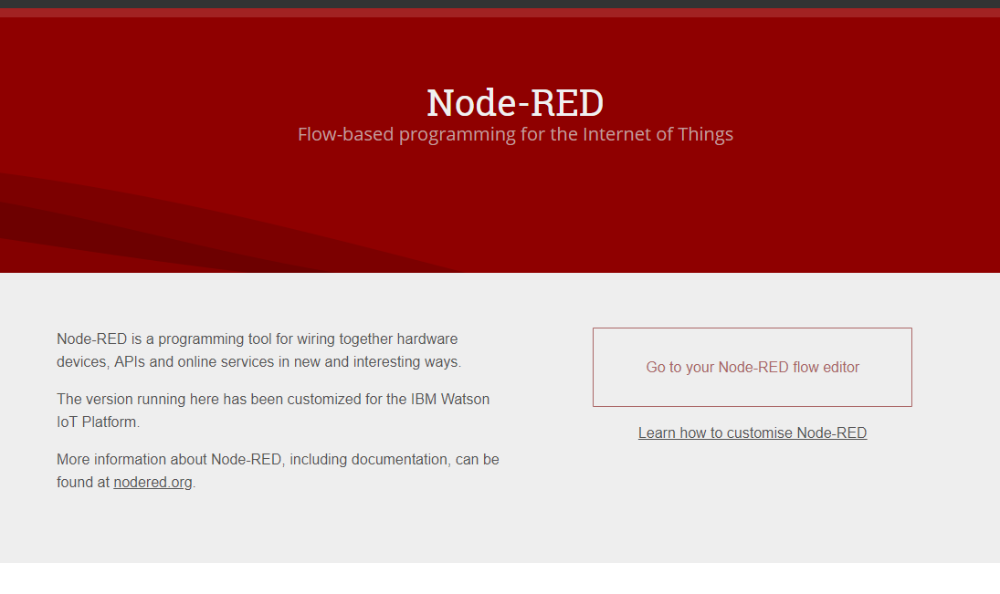 Node-RED
Flow-based programming for the Internet of Things
Node-RED is a programming tool for wiring together hardware
devices, APIs and online services in new and interesting ways.
The version running here has been customized for the IBM Watson
IoT Platform.
More information about Node-RED, including documentation, can be
found at nodered.org.
Go to your Node-RED flow editor
Learn how to customise Node-RED